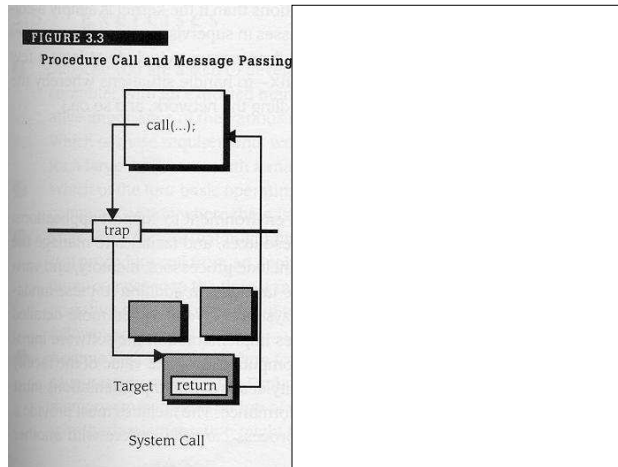 FIGURE 3.3
Procedure Call and Message Passing
call(...);
trap
Target
return
System Call